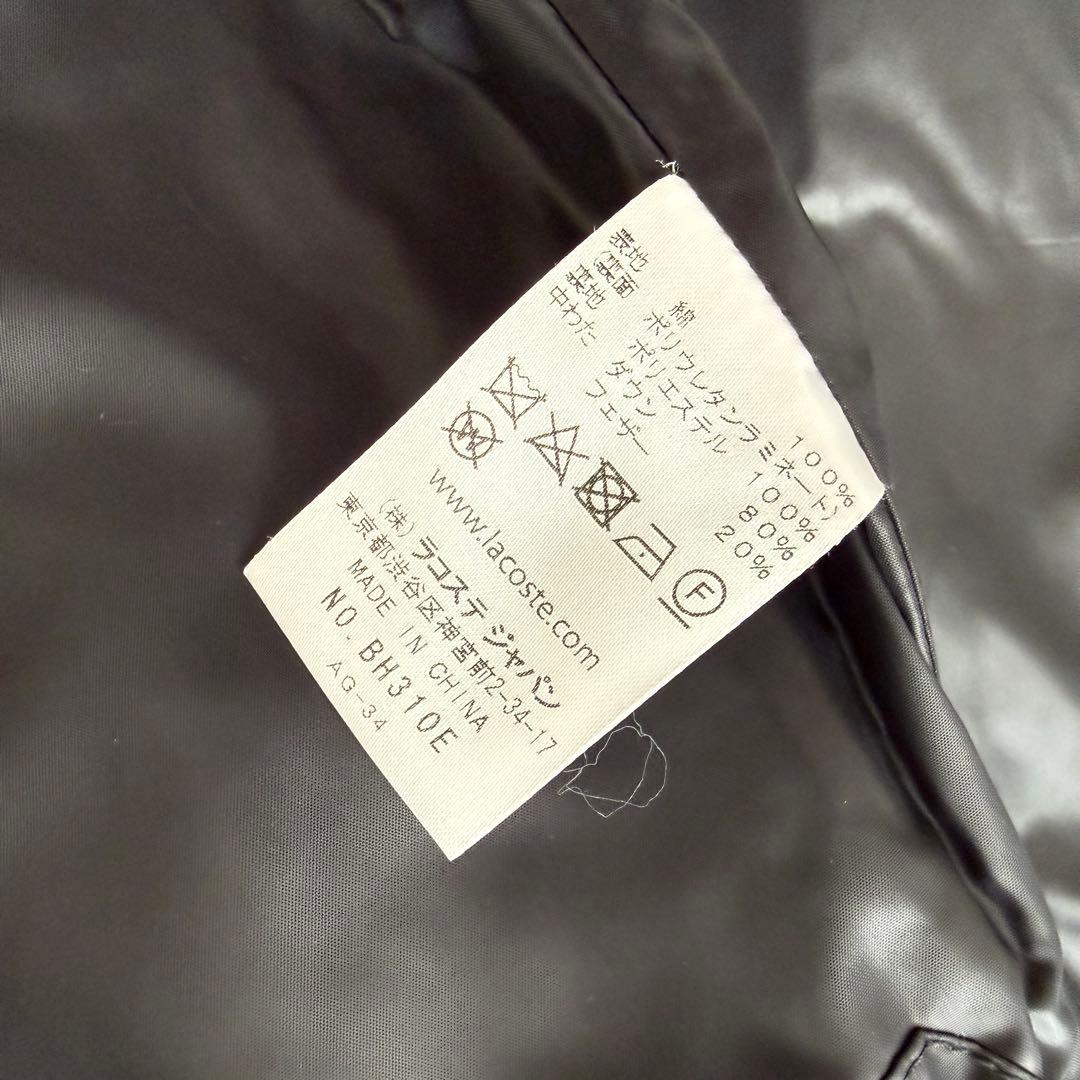 表地 綿 100%
(裏面 ポリウレタンラミネート)
裏地 ポリエステル 100%
中わた ダウン 80%
フェザー 20%
W
F
www.lacoste.com
(株) ラコステ ジャパン
東京都渋谷区神宮前2-34-17
MADE IN CHINA
NO. BH310E
AG-34